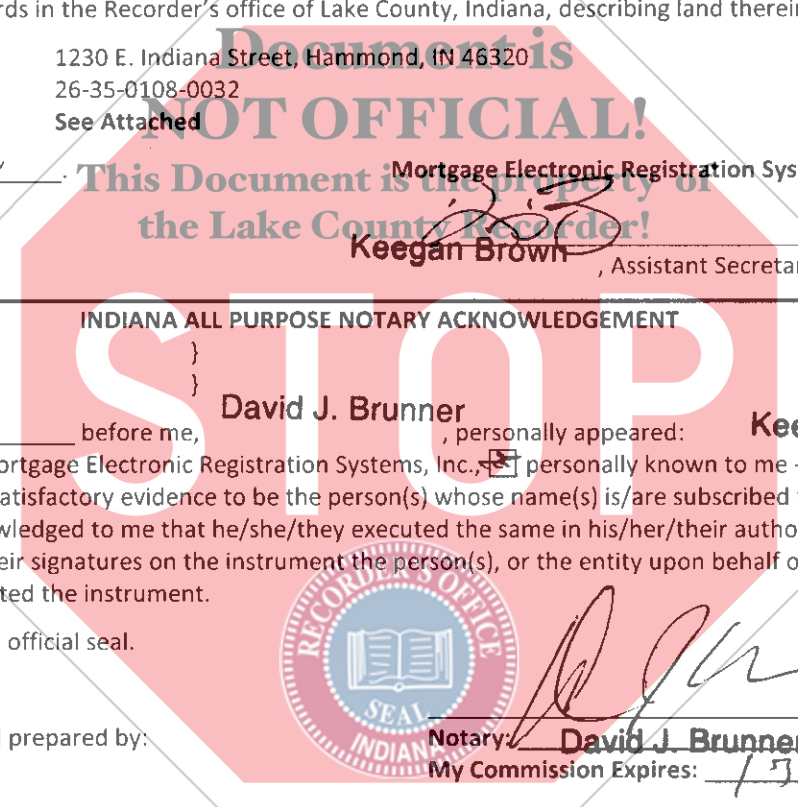 rds in the Recorder's office of Lake County, Indiana, describing land therein
Document is
1230 E. Indiana Street, Hammond, IN 46320
26-35-0108-0032
NOT OFFICIAL!
See Attached
This Document is the property of
Mortgage Electronic Registration Sys
the Lake County Recorder!
Keegan Brown
, Assistant Secreta
STOP
INDIANA ALL PURPOSE NOTARY ACKNOWLEDGEMENT
}
}
before me, David J. Brunner, personally appeared: Kee
ortgage Electronic Registration Systems, Inc., personally known to me -
atisfactory evidence to be the person(s) whose name(s) is/are subscribed
wledged to me that he/she/they executed the same in his/her/their autho
eir signatures on the instrument the person(s), or the entity upon behalf o
ted the instrument.
RECORDER'S OFFICE
SEAL
INDIANA
official seal.
prepared by:
Notary: David J. Brunner
My Commission Expires: